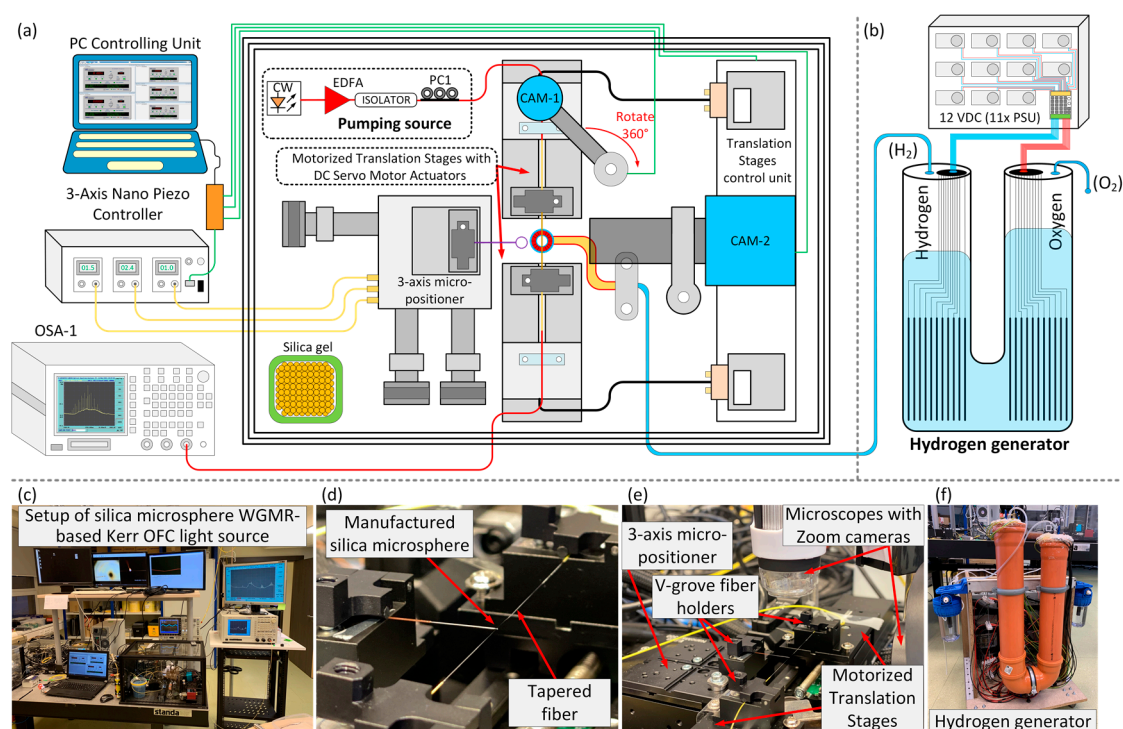 (a)
PC Controlling Unit
3-Axis Nano Piezo
Controller
01.5
02.4
01.0
OSA-1
CW
EDFA
ISOLATOR
PC1
Pumping source
Motorized Translation Stages with
DC Servo Motor Actuators
CAM-1
Rotate
360°
Translation
Stages
control unit
CAM-2
3-axis micro-
positioner
Silica gel
(b)
12 VDC (11x PSU)
(H2)
(O2)
Hydrogen
Oxygen
Hydrogen generator
(c)
Setup of silica microsphere WGMR-
based Kerr OFC light source
standa
(d)
Manufactured
silica microsphere
Tapered
fiber
(e)
3-axis micro-
positioner
Microscopes with
Zoom cameras
V-grove fiber
holders
Motorized
Translation
Stages
(f)
Hydrogen generator